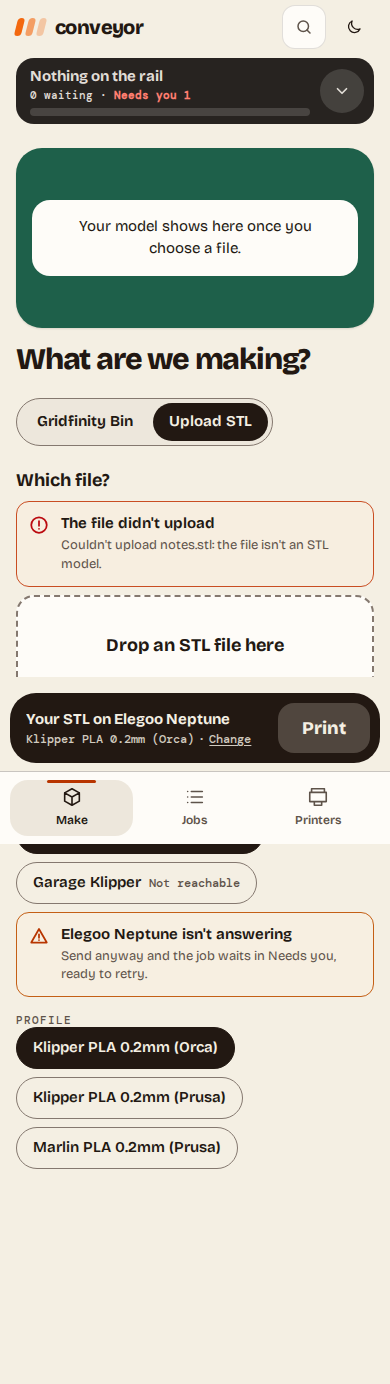 conveyor
Nothing on the rail
0 waiting · Needs you 1
Your model shows here once you
choose a file.
What are we making?
Gridfinity Bin
Upload STL
Which file?
The file didn't upload
Couldn't upload notes.stl: the file isn't an STL
model.
Drop an STL file here
Your STL on Elegoo Neptune
Klipper PLA 0.2mm (Orca) · Change
Print
Make
Jobs
Printers
Garage Klipper Not reachable
Elegoo Neptune isn't answering
Send anyway and the job waits in Needs you,
ready to retry.
PROFILE
Klipper PLA 0.2mm (Orca)
Klipper PLA 0.2mm (Prusa)
Marlin PLA 0.2mm (Prusa)